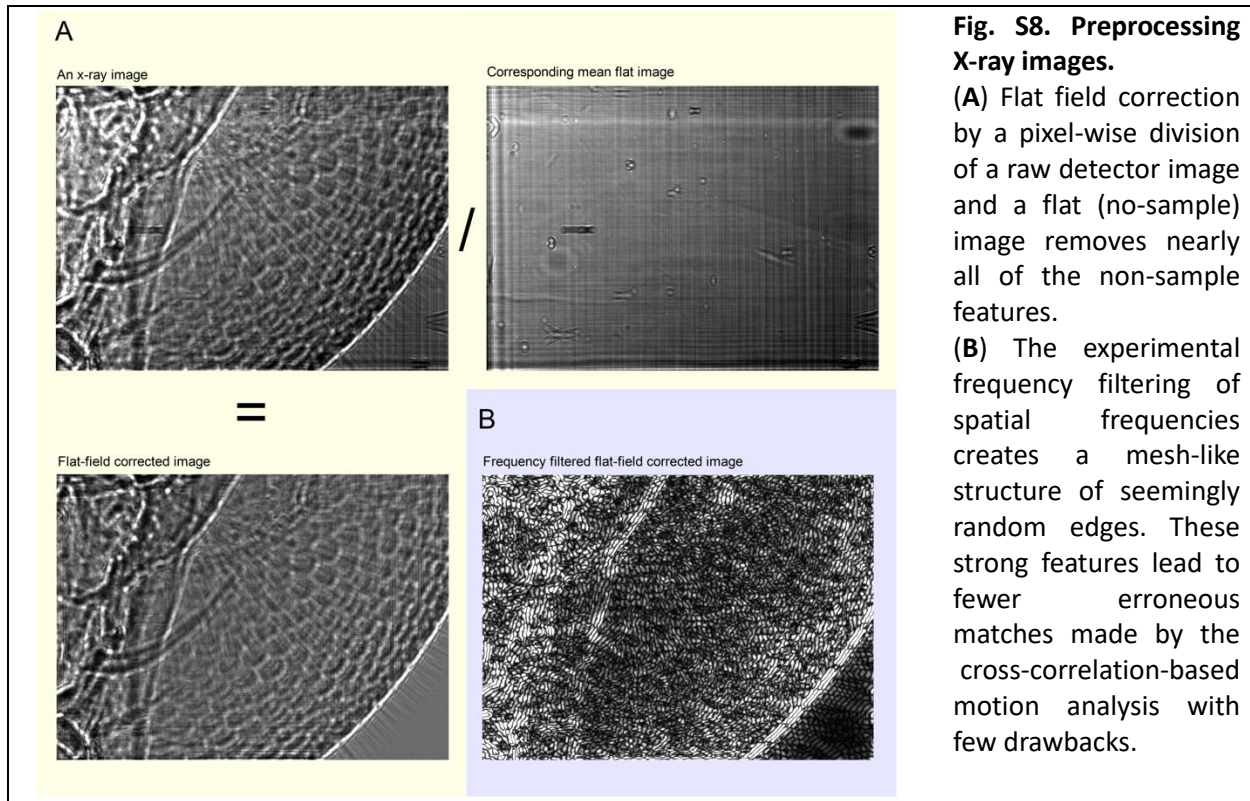 A
An x-ray image
Corresponding mean flat image
/
=
Flat-field corrected image
B
Frequency filtered flat-field corrected image
Fig. S8. Preprocessing
X-ray images.
(A) Flat field correction
by a pixel-wise division
of a raw detector image
and a flat (no-sample)
image removes nearly
all of the non-sample
features.
(B) The experimental
frequency filtering of
spatial frequencies
creates a mesh-like
structure of seemingly
random edges. These
strong features lead to
fewer erroneous
matches made by the
cross-correlation-based
motion analysis with
few drawbacks.